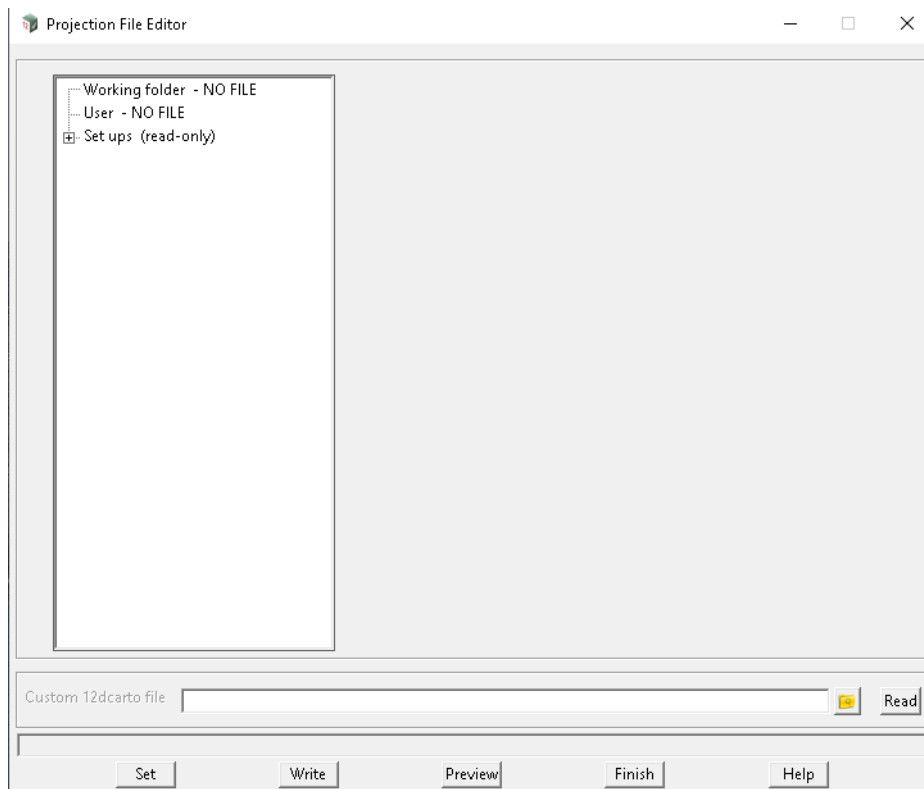 Projection File Editor
Working folder - NO FILE
User - NO FILE
Set ups (read-only)
Custom 12dcarto file
Read
Set Write Preview Finish Help